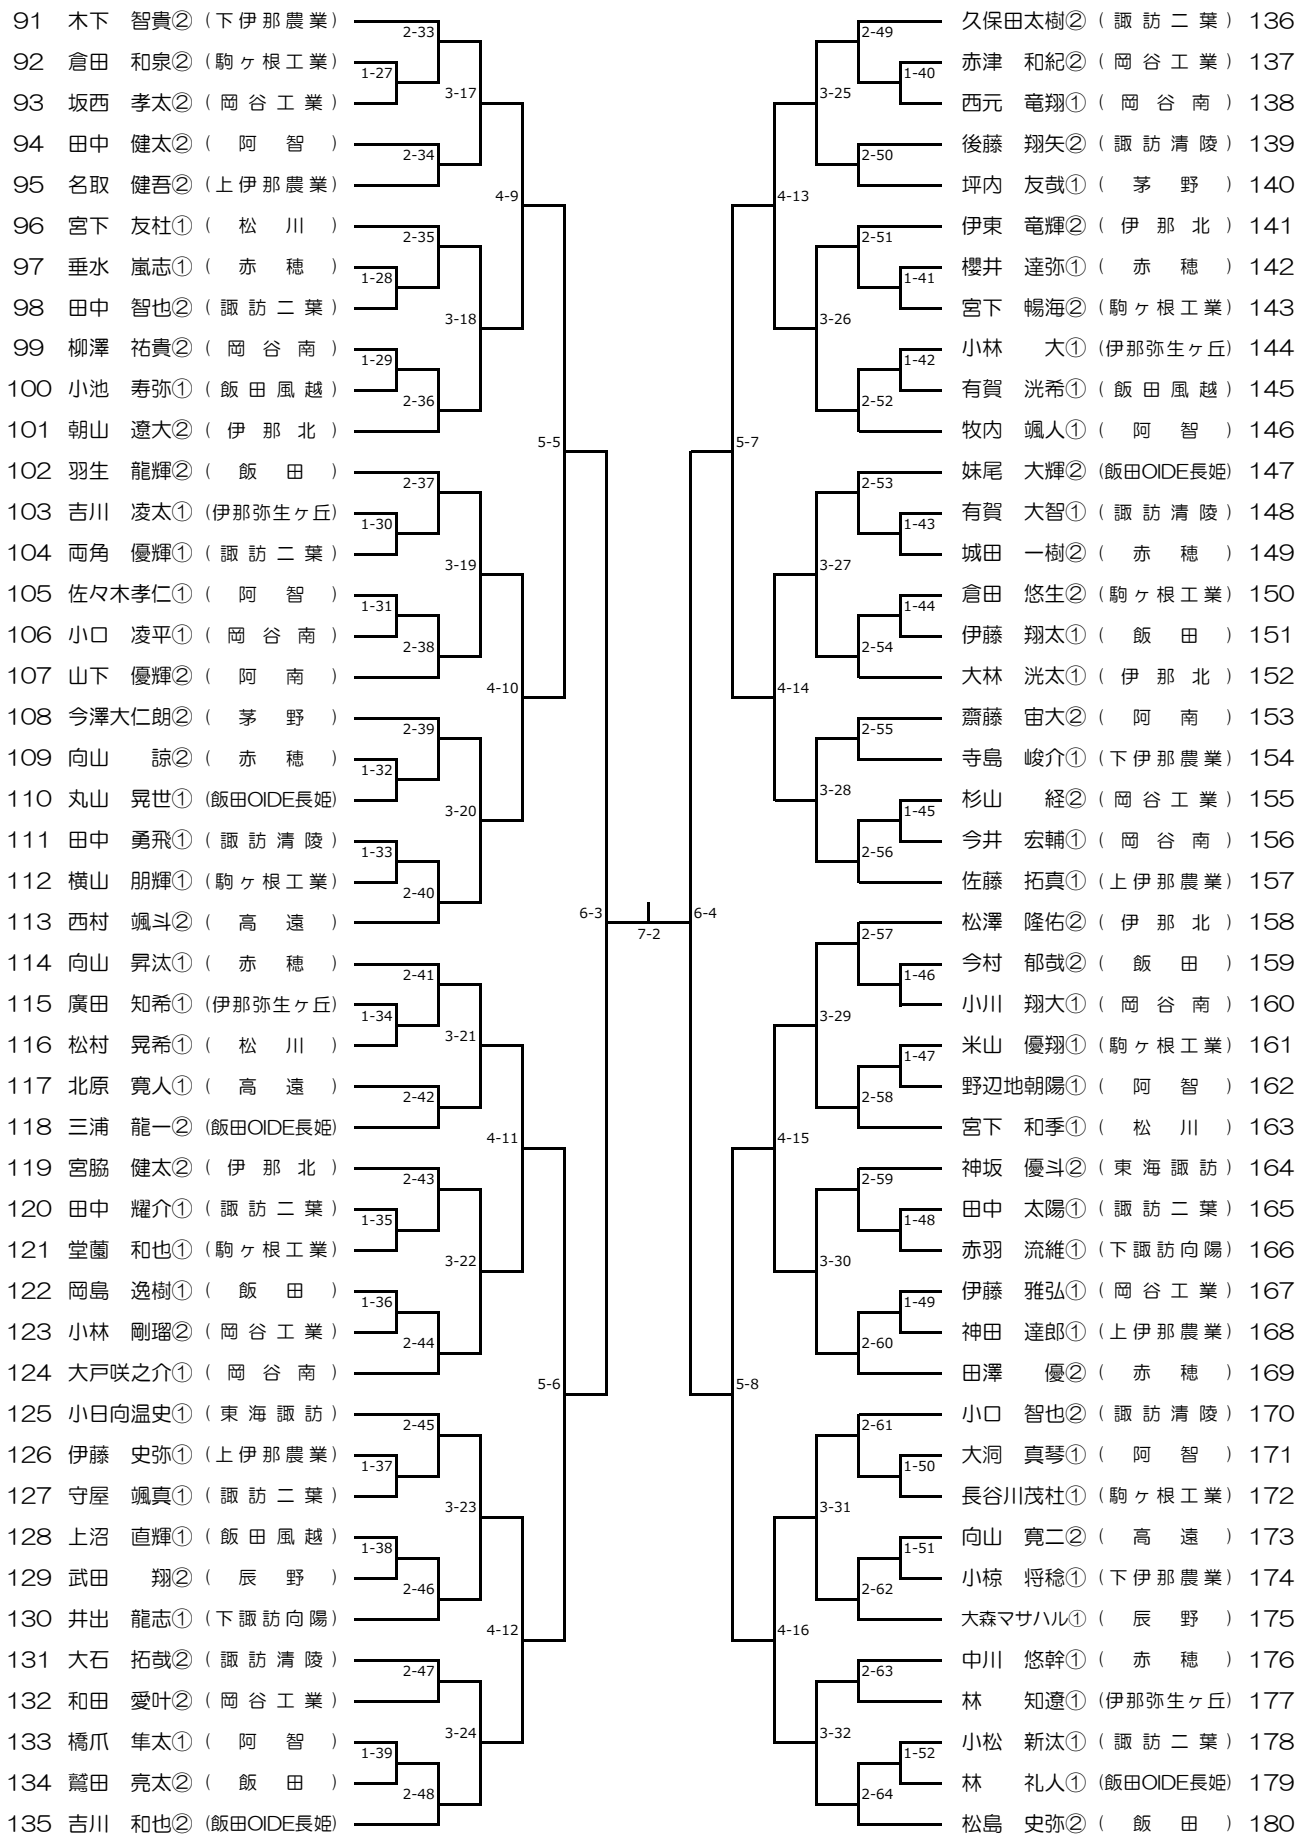 91 木下 智貴② (下伊那農業)
92 倉田 和泉② (駒ヶ根工業)
93 坂西 孝太② (岡谷工業)
94 田中 健太② (阿智)
95 名取 健吾② (上伊那農業)
96 宮下 友杜① (松川)
97 垂水 嵐志① (赤穂)
98 田中 智也② (諏訪二葉)
99 柳澤 祐貴② (岡谷南)
100 小池 寿弥① (飯田風越)
101 朝山 遼大② (伊那北)
102 羽生 龍輝② (飯田)
103 吉川 凌太① (伊那弥生ヶ丘)
104 両角 優輝① (諏訪二葉)
105 佐々木孝仁① (阿智)
106 小口 凌平① (岡谷南)
107 山下 優輝② (阿南)
108 今澤大仁朗② (茅野)
109 向山 諒② (赤穂)
110 丸山 晃世① (飯田OIDE長姫)
111 田中 勇飛① (諏訪清陵)
112 横山 朋輝① (駒ヶ根工業)
113 西村 颯斗② (高遠)
114 向山 昇汰① (赤穂)
115 廣田 知希① (伊那弥生ヶ丘)
116 松村 晃希① (松川)
117 北原 寛人① (高遠)
118 三浦 龍一② (飯田OIDE長姫)
119 宮脇 健太② (伊那北)
120 田中 耀介① (諏訪二葉)
121 堂薗 和也① (駒ヶ根工業)
122 岡島 逸樹① (飯田)
123 小林 剛瑠② (岡谷工業)
124 大戸咲之介① (岡谷南)
125 小日向温史① (東海諏訪)
126 伊藤 史弥① (上伊那農業)
127 守屋 颯真① (諏訪二葉)
128 上沼 直輝① (飯田風越)
129 武田 翔② (辰野)
130 井出 龍志① (下諏訪向陽)
131 大石 拓哉② (諏訪清陵)
132 和田 愛叶② (岡谷工業)
133 橋爪 隼太① (阿智)
134 鷲田 亮太② (飯田)
135 吉川 和也② (飯田OIDE長姫)
1-27
1-28
1-29
1-30
1-31
1-32
1-33
1-34
1-35
1-36
1-37
1-38
1-39
2-33
2-34
2-35
2-36
2-37
2-38
2-39
2-40
2-41
2-42
2-43
2-44
2-45
2-46
2-47
2-48
3-17
3-18
3-19
3-20
3-21
3-22
3-23
3-24
4-9
4-10
4-11
4-12
5-5
5-6
6-3
7-2
6-4
5-7
5-8
4-13
4-14
4-15
4-16
3-25
3-26
3-27
3-28
3-29
3-30
3-31
3-32
2-49
2-50
2-51
2-52
2-53
2-54
2-55
2-56
2-57
2-58
2-59
2-60
2-61
2-62
2-63
2-64
1-40
1-41
1-42
1-43
1-44
1-45
1-46
1-47
1-48
1-49
1-50
1-51
1-52
久保田太樹② (諏訪二葉) 136
赤津 和紀② (岡谷工業) 137
西元 竜翔① (岡谷南) 138
後藤 翔矢② (諏訪清陵) 139
坪内 友哉① (茅野) 140
伊東 竜輝② (伊那北) 141
櫻井 達弥① (赤穂) 142
宮下 暢海② (駒ヶ根工業) 143
小林 大① (伊那弥生ヶ丘) 144
有賀 洸希① (飯田風越) 145
牧内 颯人① (阿智) 146
妹尾 大輝② (飯田OIDE長姫) 147
有賀 大智① (諏訪清陵) 148
城田 一樹② (赤穂) 149
倉田 悠生② (駒ヶ根工業) 150
伊藤 翔太① (飯田) 151
大林 洸太① (伊那北) 152
齋藤 宙大② (阿南) 153
寺島 峻介① (下伊那農業) 154
杉山 経② (岡谷工業) 155
今井 宏輔① (岡谷南) 156
佐藤 拓真① (上伊那農業) 157
松澤 隆佑② (伊那北) 158
今村 郁哉② (飯田) 159
小川 翔大① (岡谷南) 160
米山 優翔① (駒ヶ根工業) 161
野辺地朝陽① (阿智) 162
宮下 和季① (松川) 163
神坂 優斗② (東海諏訪) 164
田中 太陽① (諏訪二葉) 165
赤羽 流維① (下諏訪向陽) 166
伊藤 雅弘① (岡谷工業) 167
神田 達郎① (上伊那農業) 168
田澤 優② (赤穂) 169
小口 智也② (諏訪清陵) 170
大洞 真琴① (阿智) 171
長谷川茂杜① (駒ヶ根工業) 172
向山 寛二② (高遠) 173
小椋 将稔① (下伊那農業) 174
大森マサハル① (辰野) 175
中川 悠幹① (赤穂) 176
林 知遼① (伊那弥生ヶ丘) 177
小松 新汰① (諏訪二葉) 178
林 礼人① (飯田OIDE長姫) 179
松島 史弥② (飯田) 180